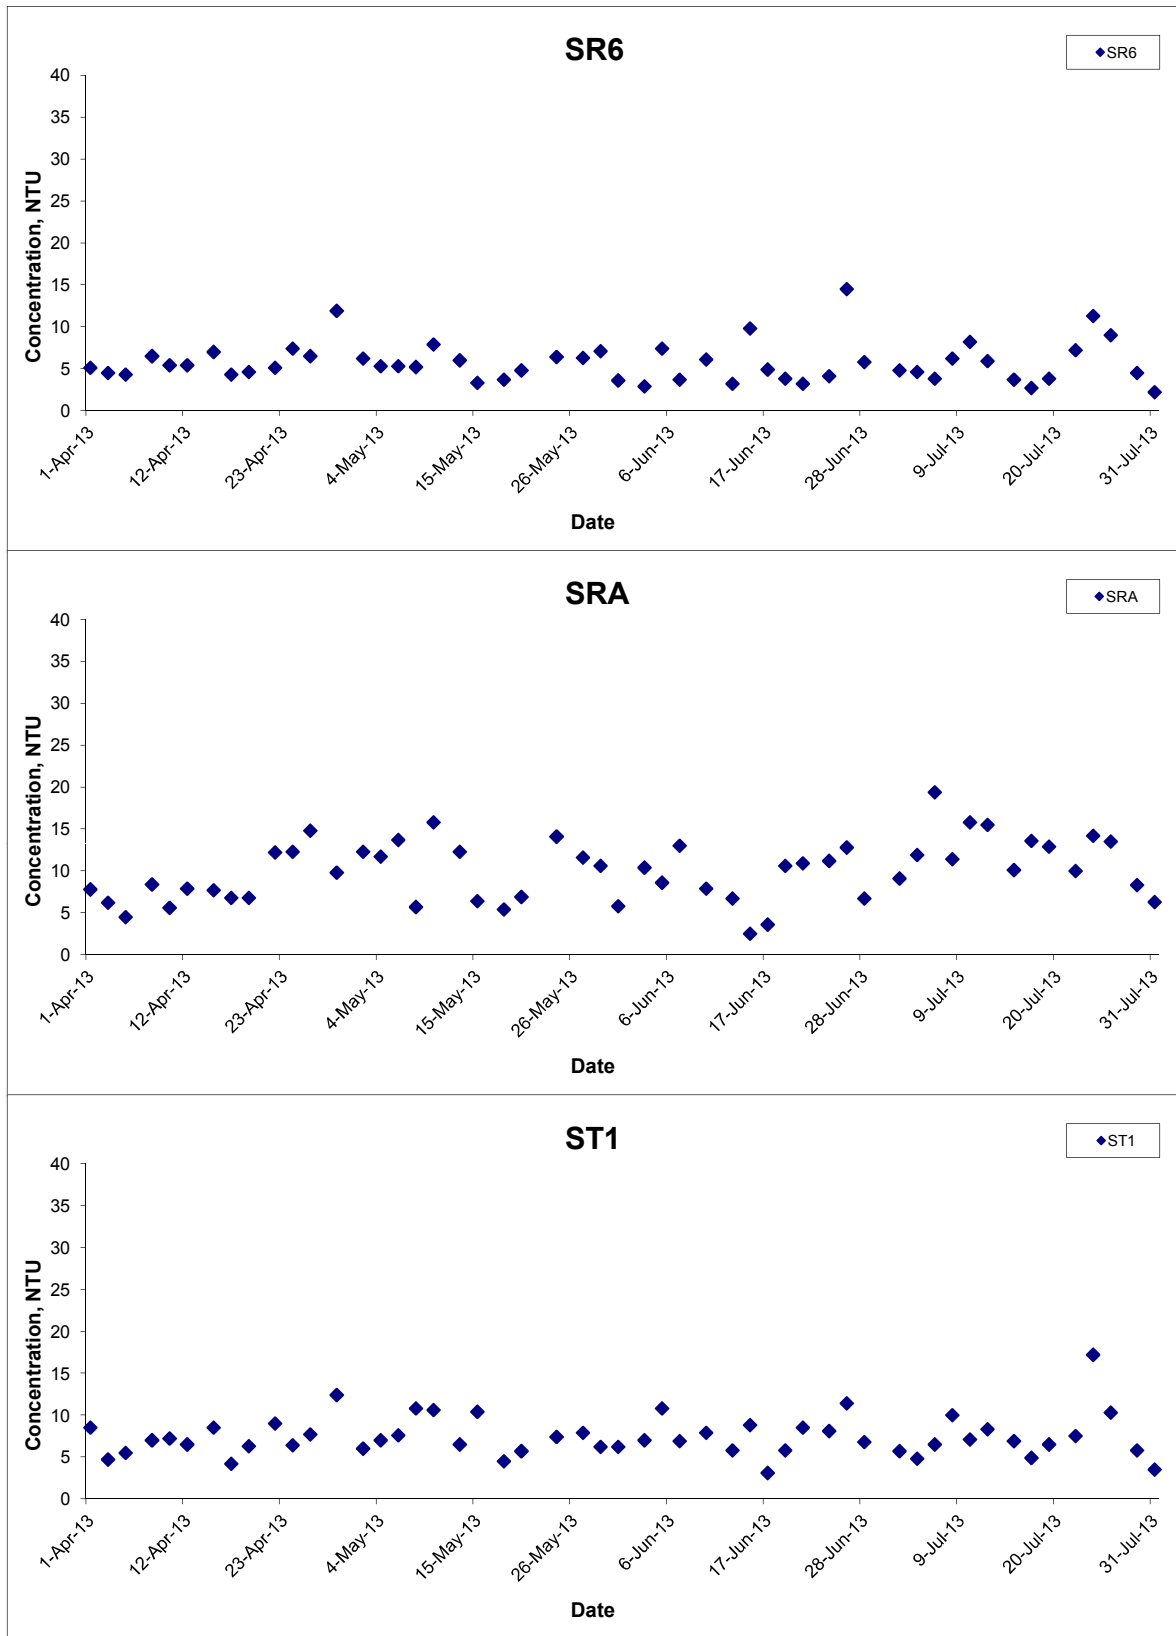 SR6
SR6
40
35
30
25
20
15
10
5
0
Concentration, NTU
1-Apr-13
12-Apr-13
23-Apr-13
4-May-13
15-May-13
26-May-13
6-Jun-13
17-Jun-13
28-Jun-13
9-Jul-13
20-Jul-13
31-Jul-13
Date
SRA
SRA
40
35
30
25
20
15
10
5
0
Concentration, NTU
1-Apr-13
12-Apr-13
23-Apr-13
4-May-13
15-May-13
26-May-13
6-Jun-13
17-Jun-13
28-Jun-13
9-Jul-13
20-Jul-13
31-Jul-13
Date
ST1
ST1
40
35
30
25
20
15
10
5
0
Concentration, NTU
1-Apr-13
12-Apr-13
23-Apr-13
4-May-13
15-May-13
26-May-13
6-Jun-13
17-Jun-13
28-Jun-13
9-Jul-13
20-Jul-13
31-Jul-13
Date